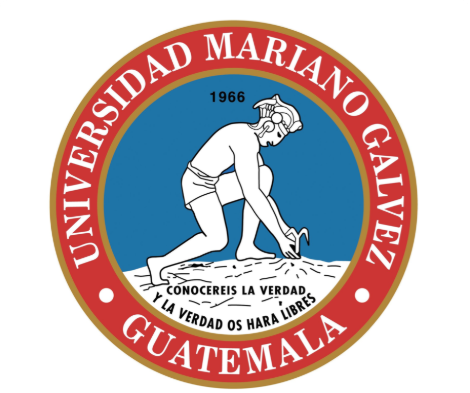 UNIVERSIDAD MARIANO GALVEZ
1966
CONOCEREIS LA VERDAD
Y LA VERDAD OS HARA LIBRES
GUATEMALA